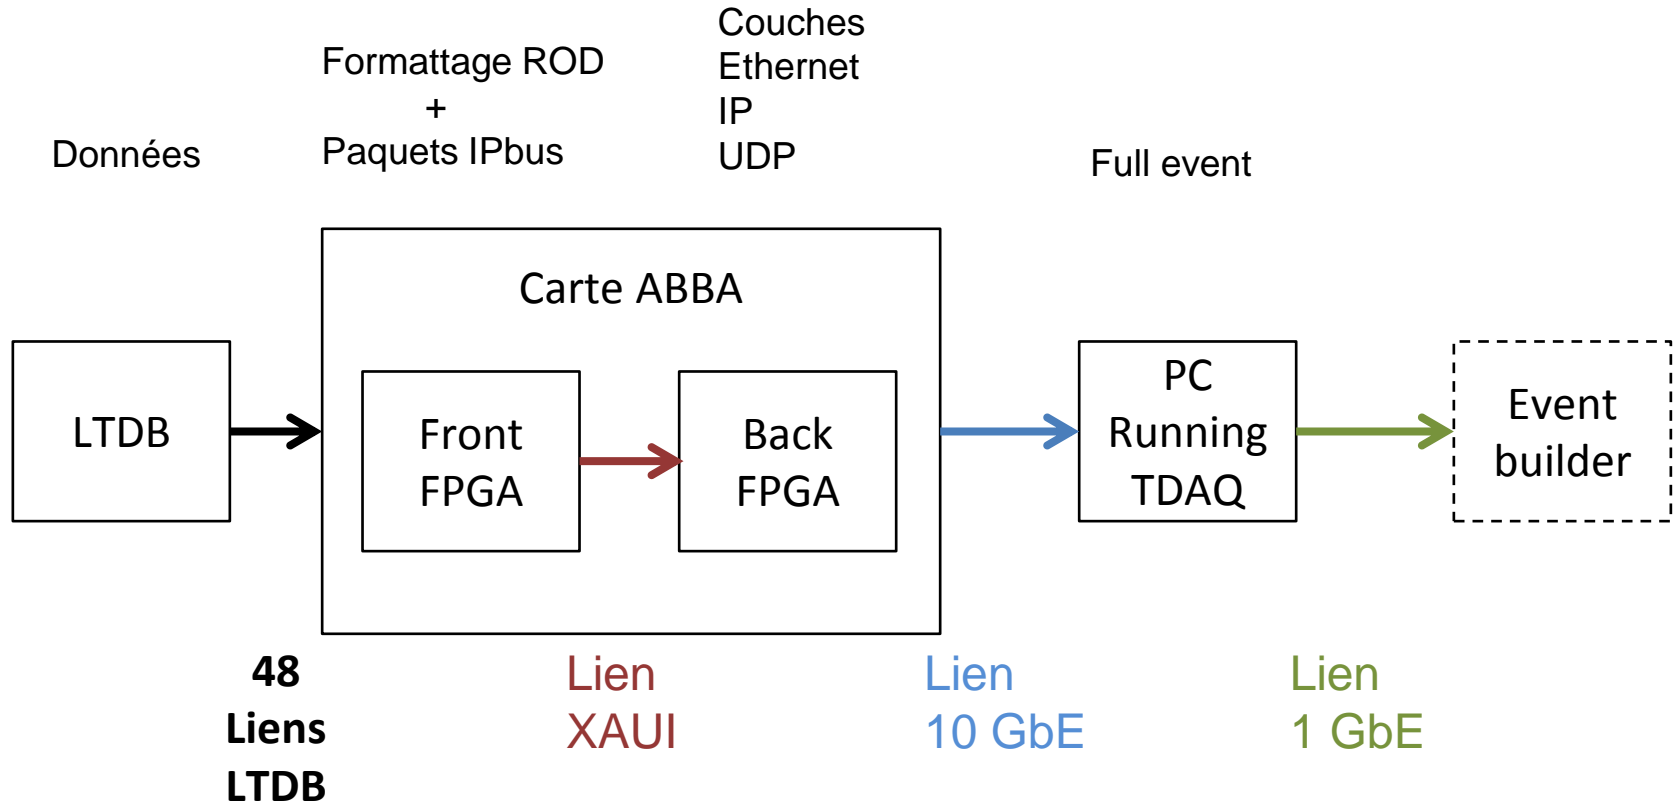 Données
Formattage ROD
+
Paquets IPbus
Couches
Ethernet
IP
UDP
Full event
Carte ABBA
LTDB
Front
FPGA
Back
FPGA
PC
Running
TDAQ
Event
builder
48
Liens
LTDB
Lien
XAUI
Lien
10 GbE
Lien
1 GbE